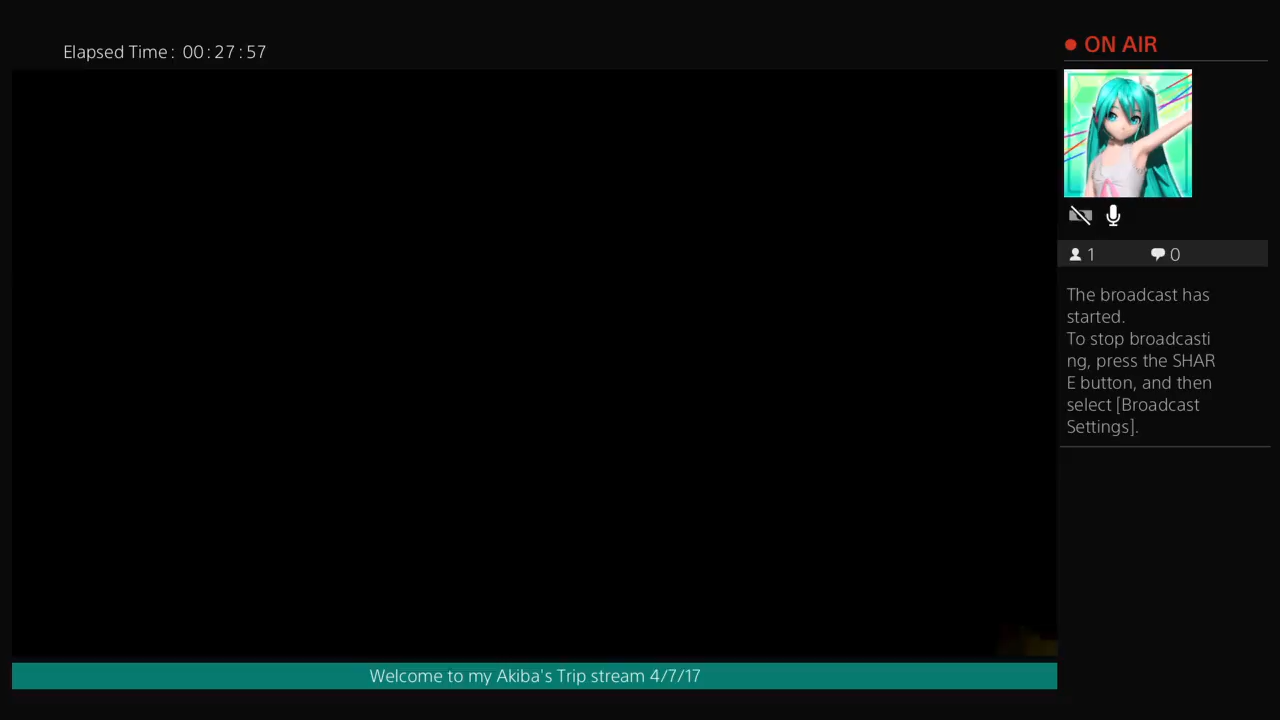 Elapsed Time: 00:27:57
ON AIR
1 0
The broadcast has
started.
To stop broadcasti
ng, press the SHAR
E button, and then
select [Broadcast
Settings].
Welcome to my Akiba's Trip stream 4/7/17